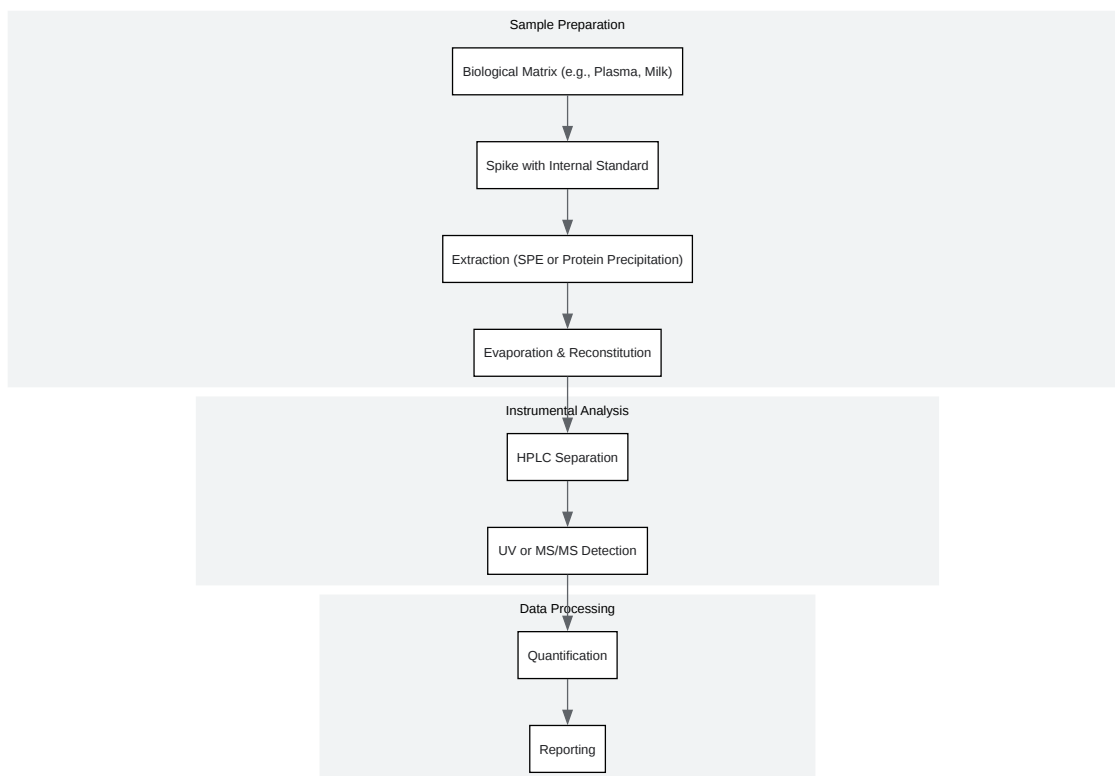 Sample Preparation
Biological Matrix (e.g., Plasma, Milk)
Spike with Internal Standard
Extraction (SPE or Protein Precipitation)
Evaporation & Reconstitution
Instrumental Analysis
HPLC Separation
UV or MS/MS Detection
Data Processing
Quantification
Reporting